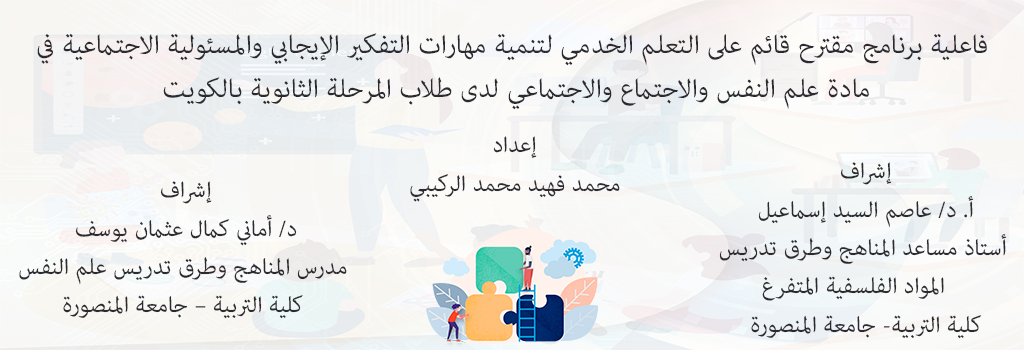 فاعلية برنامج مقترح قائم على التعلم الخدمي لتنمية مهارات التفكير الإيجابي والمسئولية الاجتماعية في
مادة علم النفس والاجتماع والاجتماعي لدى طلاب المرحلة الثانوية بالكويت
إعداد
محمد فهيد محمد الركيبي
إشراف
أ. د/ عاصم السيد إسماعيل
أستاذ مساعد المناهج وطرق تدريس
المواد الفلسفية المتفرغ
كلية التربية- جامعة المنصورة
إشراف
د/ أماني كمال عثمان يوسف
مدرس المناهج وطرق تدريس علم النفس
كلية التربية – جامعة المنصورة